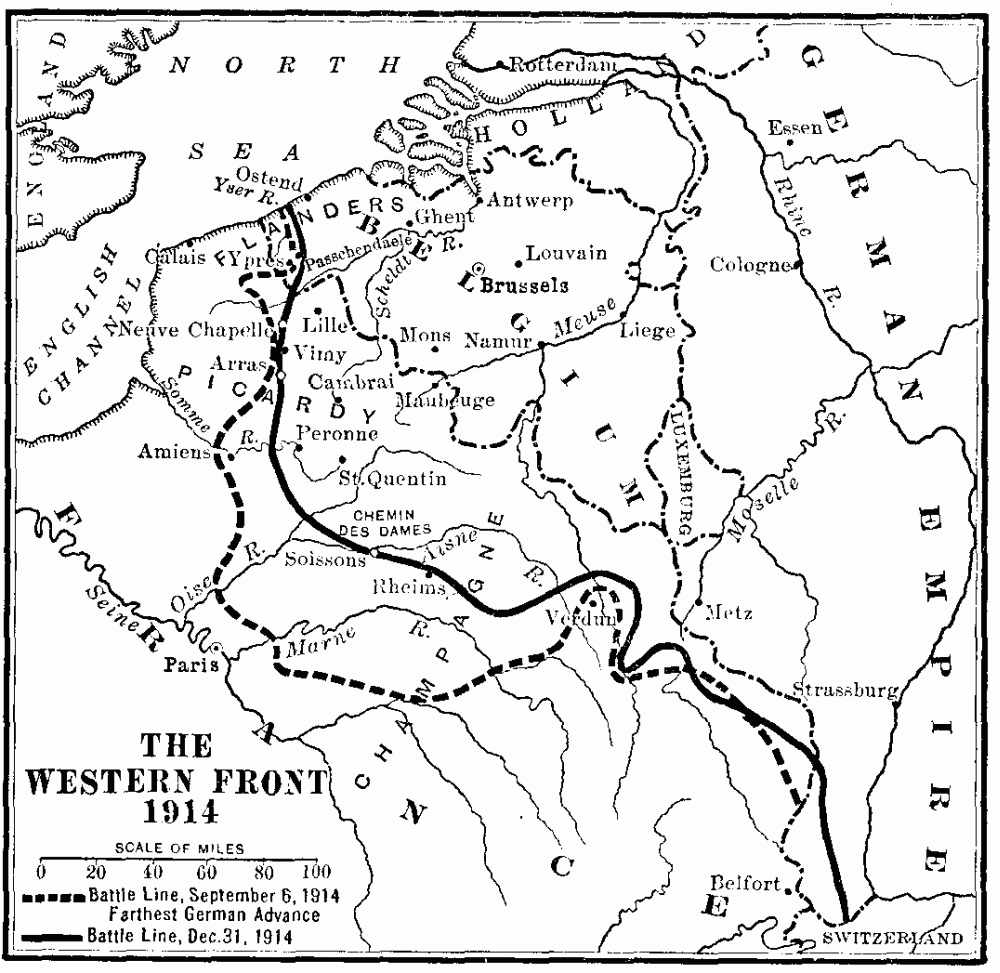 NORTH
SEA
ENGLAND
ENGLISH
CHANNEL
HOLLAND
GERMAN EMPIRE
Rotterdam
Essen
Rhine
R.
Cologne
Ostend
Yser R.
FLANDERS
BELGIUM
Ghent
Antwerp
Calais
Ypres
Passchendaele
Scheldt R.
Louvain
Brussels
Neuve Chapelle
Lille
Mons
Namur
Meuse
Liege
Vimy
Arras
PICARDY
Cambrai
Maubeuge
Somme
R.
Peronne
Amiens
St. Quentin
LUXEMBURG
Moselle
R.
CHEMIN
DES DAMES
Aisne
R.
Soissons
Rheims
Oise
R.
FRANCE
Seine
Paris
Marne
R.
CHAMPAGNE
Verdun
Metz
Strassburg
Belfort
SWITZERLAND
THE
WESTERN FRONT
1914
SCALE OF MILES
0 20 40 60 80 100
Battle Line, September 6, 1914
Farthest German Advance
Battle Line, Dec. 31, 1914